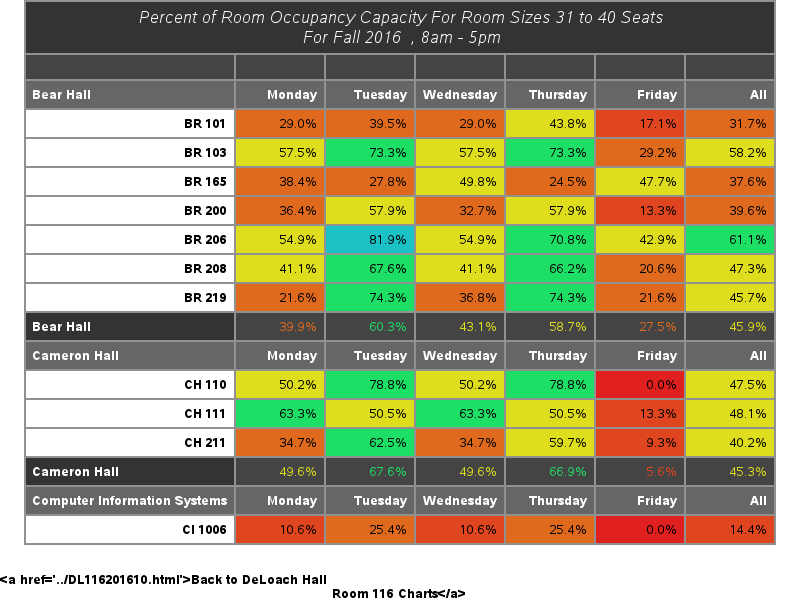 Percent of Room Occupancy Capacity For Room Sizes 31 to 40 Seats
For Fall 2016 , 8am - 5pm
Bear Hall Monday Tuesday Wednesday Thursday Friday All
BR 101 29.0% 39.5% 29.0% 43.8% 17.1% 31.7%
BR 103 57.5% 73.3% 57.5% 73.3% 29.2% 58.2%
BR 165 38.4% 27.8% 49.8% 24.5% 47.7% 37.6%
BR 200 36.4% 57.9% 32.7% 57.9% 13.3% 39.6%
BR 206 54.9% 81.9% 54.9% 70.8% 42.9% 61.1%
BR 208 41.1% 67.6% 41.1% 66.2% 20.6% 47.3%
BR 219 21.6% 74.3% 36.8% 74.3% 21.6% 45.7%
Bear Hall 39.9% 60.3% 43.1% 58.7% 27.5% 45.9%
Cameron Hall Monday Tuesday Wednesday Thursday Friday All
CH 110 50.2% 78.8% 50.2% 78.8% 0.0% 47.5%
CH 111 63.3% 50.5% 63.3% 50.5% 13.3% 48.1%
CH 211 34.7% 62.5% 34.7% 59.7% 9.3% 40.2%
Cameron Hall 49.6% 67.6% 49.6% 66.9% 5.6% 45.3%
Computer Information Systems Monday Tuesday Wednesday Thursday Friday All
CI 1006 10.6% 25.4% 10.6% 25.4% 0.0% 14.4%
<a href='../DL116201610.html'>Back to DeLoach Hall
Room 116 Charts</a>